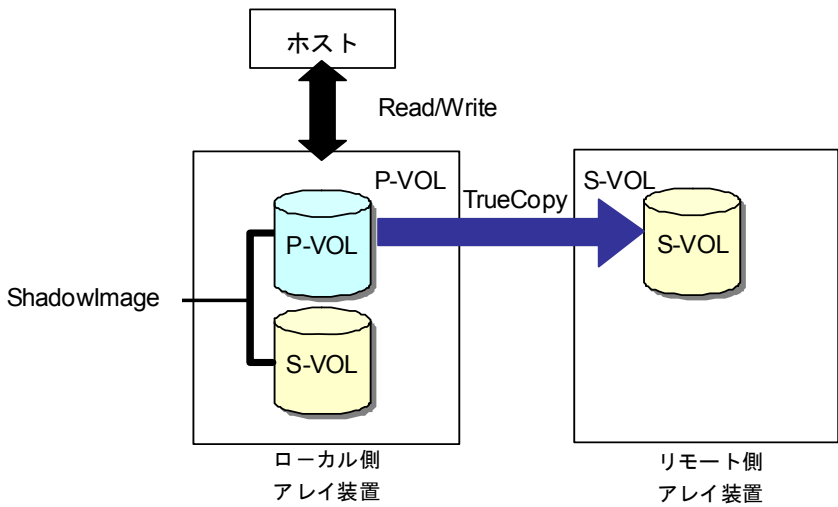 ホスト
Read/Write
P-VOL
S-VOL
TrueCopy
P-VOL
S-VOL
ShadowImage
S-VOL
ローカル側
アレイ装置
リモート側
アレイ装置